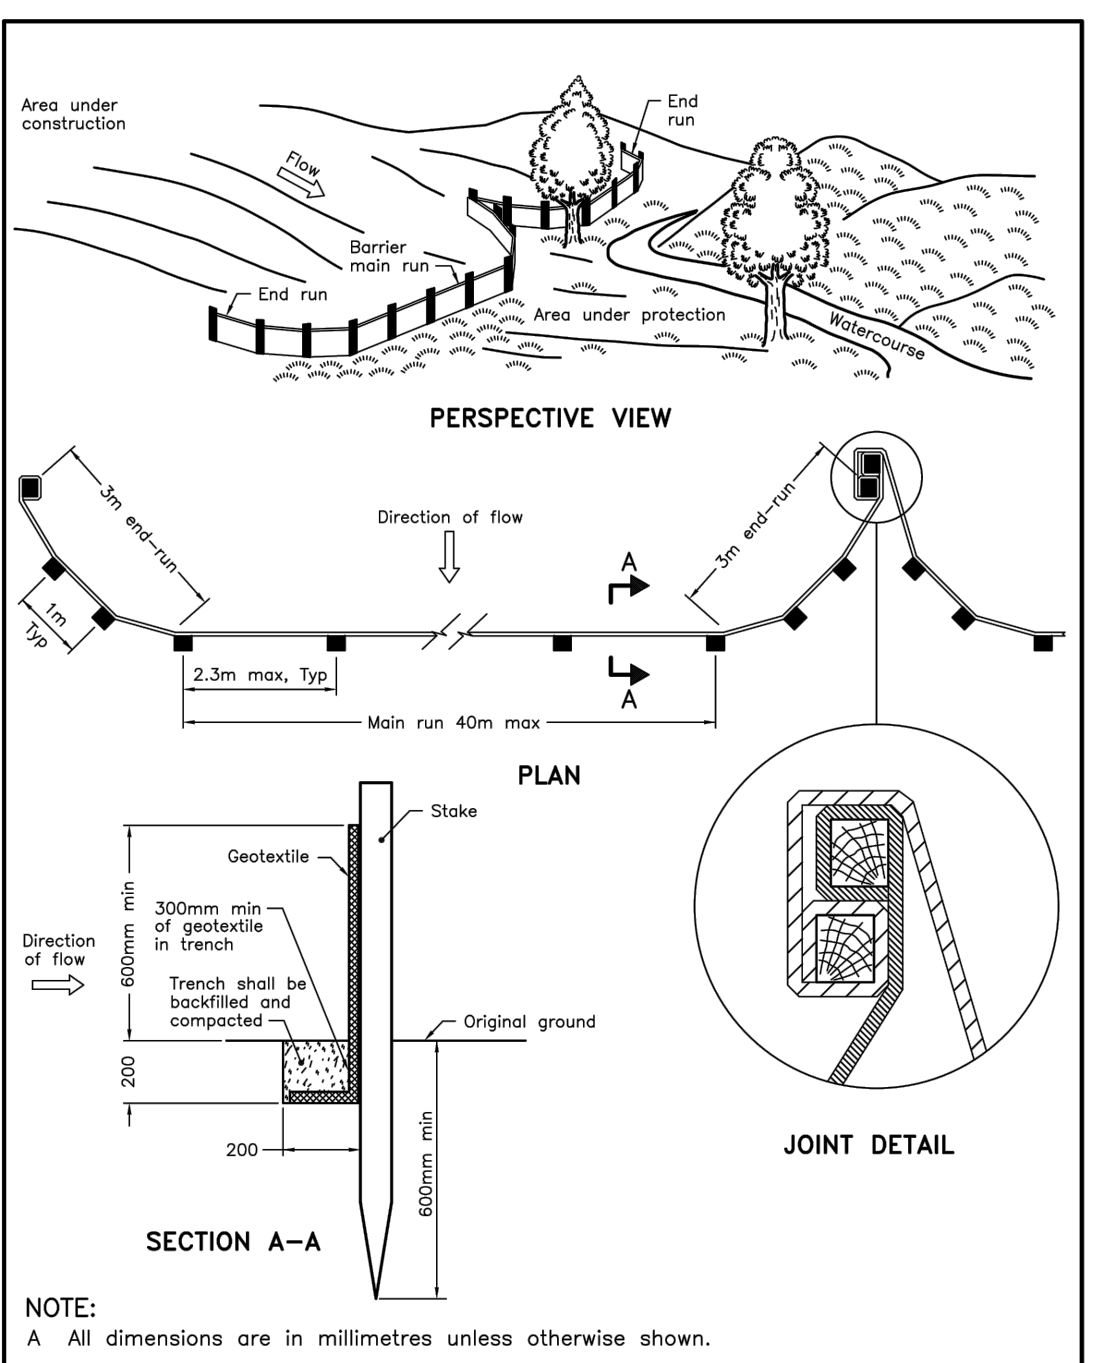 Area under
construction
End
run
Flow
Barrier
main run
End run
Area under protection
Watercourse
PERSPECTIVE VIEW
3m end-run
Direction of flow
3m end-run
A
1m
Typ
2.3m max, Typ
A
Main run 40m max
PLAN
Stake
Geotextile
600mm min
300mm min
of geotextile
in trench
Direction
of flow
Trench shall be
backfilled and
compacted
Original ground
200
200
600mm min
JOINT DETAIL
SECTION A-A
NOTE:
A All dimensions are in millimetres unless otherwise shown.